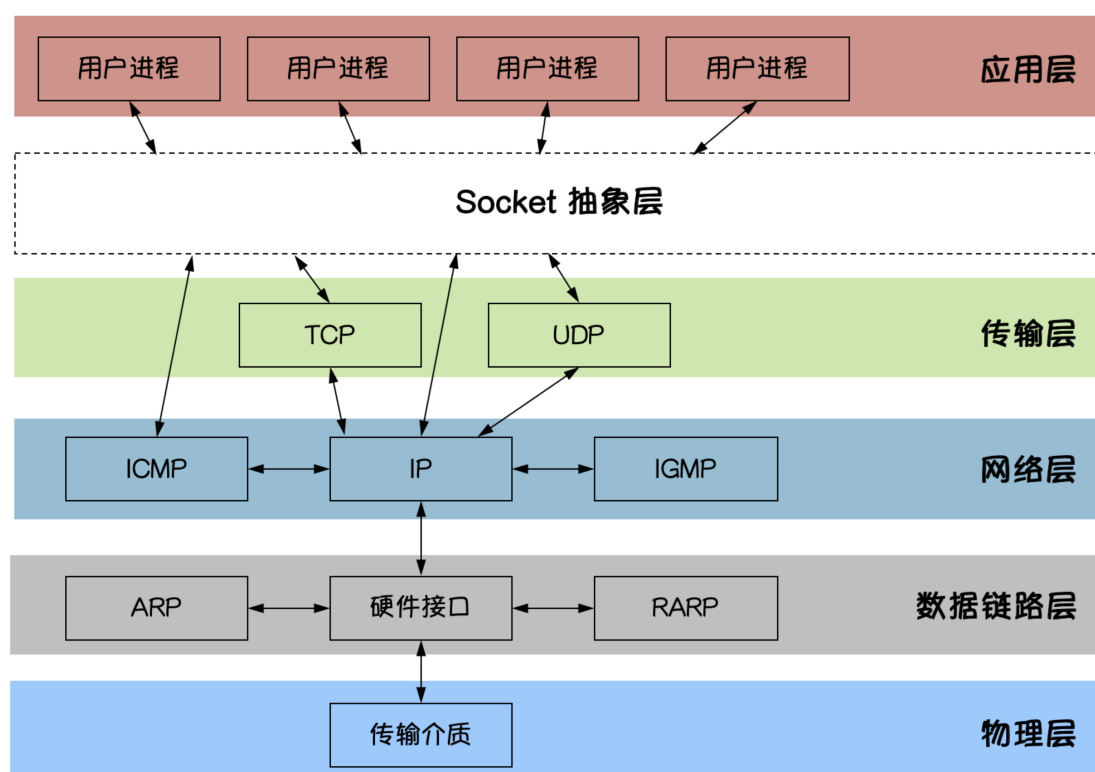 用户进程 用户进程 用户进程 用户进程 应用层
Socket 抽象层
TCP UDP 传输层
ICMP IP IGMP 网络层
ARP 硬件接口 RARP 数据链路层
传输介质 物理层